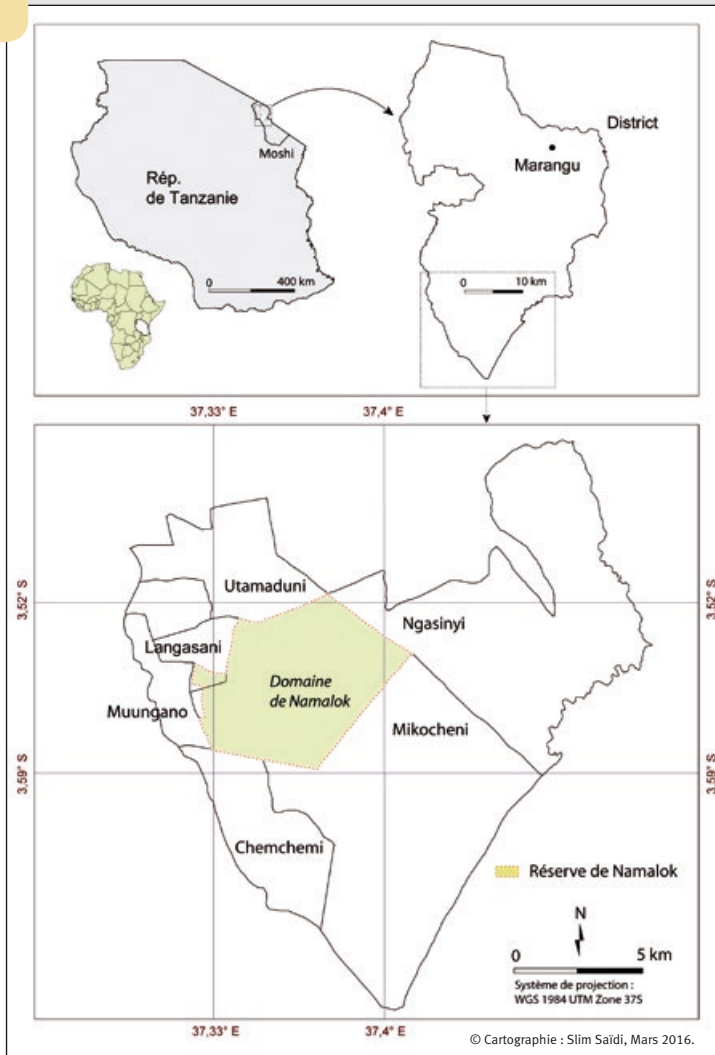 Moshi
Rép.
de Tanzanie
0 400 km
District
Marangu
0 10 km
37,33° E 37,4° E
3,52° S 3,52° S
Utamaduni
Ngasinyi
Langasani
Domaine
de Namalok
Muungano
Mikocheni
3,59° S 3,59° S
Chemchemi
Réserve de Namalok
N
0 5 km
Système de projection :
WGS 1984 UTM Zone 37S
37,33° E 37,4° E
© Cartographie : Slim Saïdi, Mars 2016.